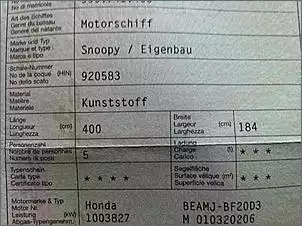 No di matricola
Art des Schiffes
Genre du bateau
Genere del natante
Motorschiff
Marke und Typ
Marque et type
Marca e tipo
Snoopy / Eigenbau
Schale-Nummer
No de la coque (HIN)
No dello scafo
920583
Material
Matière
Materiale
Kunststoff
Länge
Longueur (cm)
Lunghezza
400
Breite
Largeur (cm)
Larghezza
184
Personenzahl
Nombre de personnes
Numero di posti
5
Ladung
Charge (t)
Carico
* * *
Typenschein
Carte type
Certificato tipo
* * * *
Segelfläche
Surface vélique (m²)
Superficie velica
* * *
Motormarke & Typ
Motor Nr.
Leistung (kW)
Abgas-Typengenehm.
Honda BEAMJ-BF20D3
1003827 M 010320206